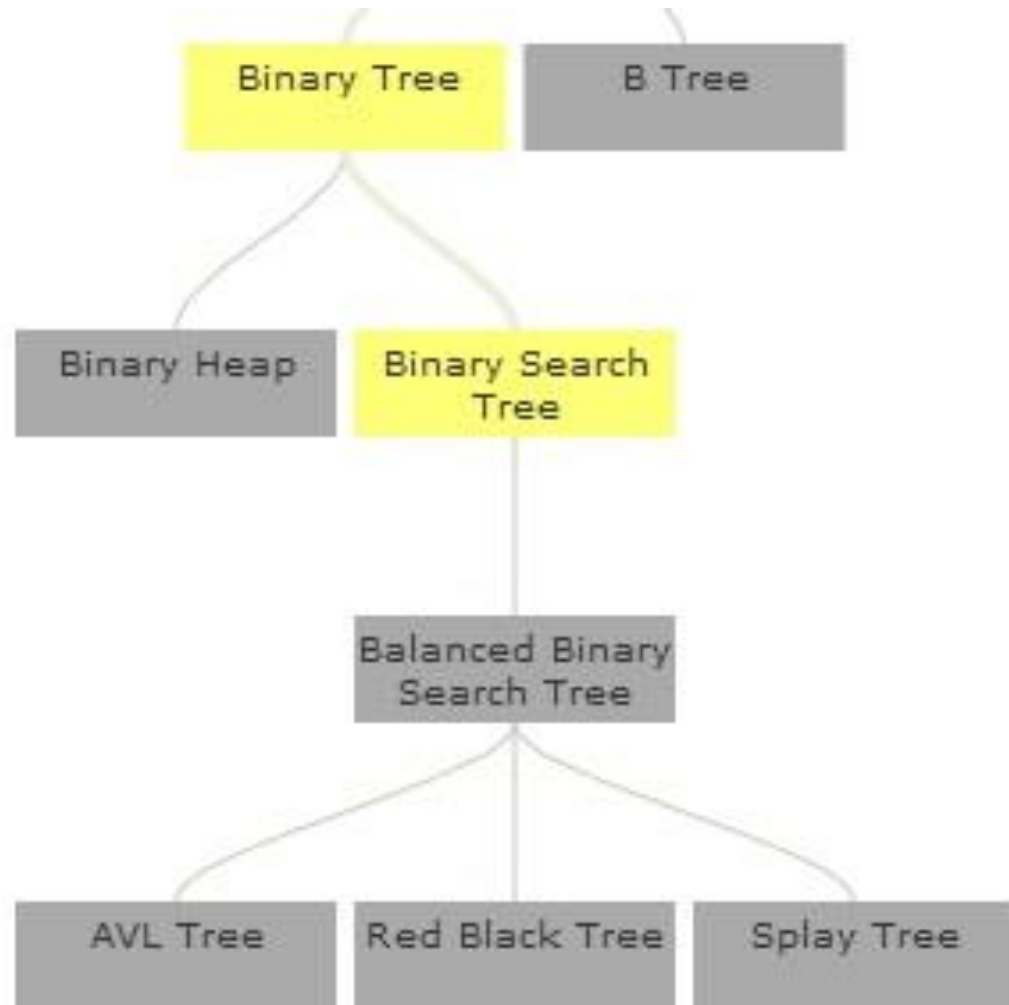 Binary Tree
B Tree
Binary Heap
Binary Search
Tree
Balanced Binary
Search Tree
AVL Tree
Red Black Tree
Splay Tree